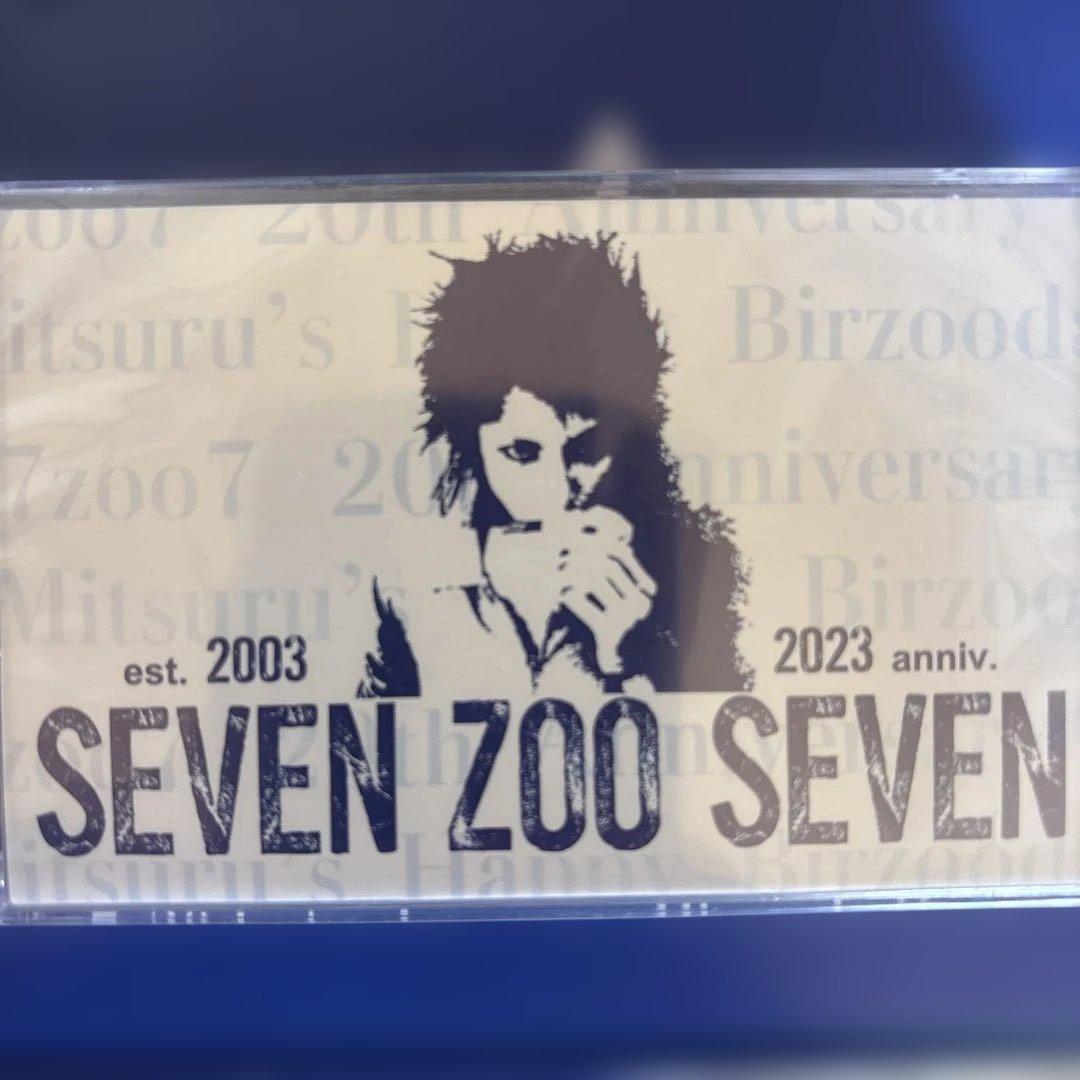 zoo7 20th Anniversary
itsuru's Birzood
7zoo7 20 nniversar
Mitsuru's Birzoo
est. 2003
2023 anniv.
SEVEN ZOO SEVEN
itsuru's Happy Birzood